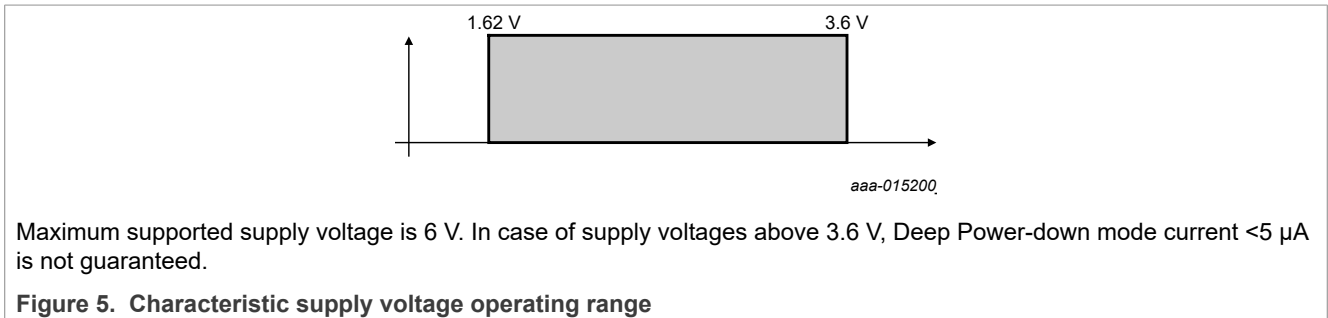 1.62 V 3.6 V
aaa-015200
Maximum supported supply voltage is 6 V. In case of supply voltages above 3.6 V, Deep Power-down mode current <5 µA
is not guaranteed.
Figure 5. Characteristic supply voltage operating range